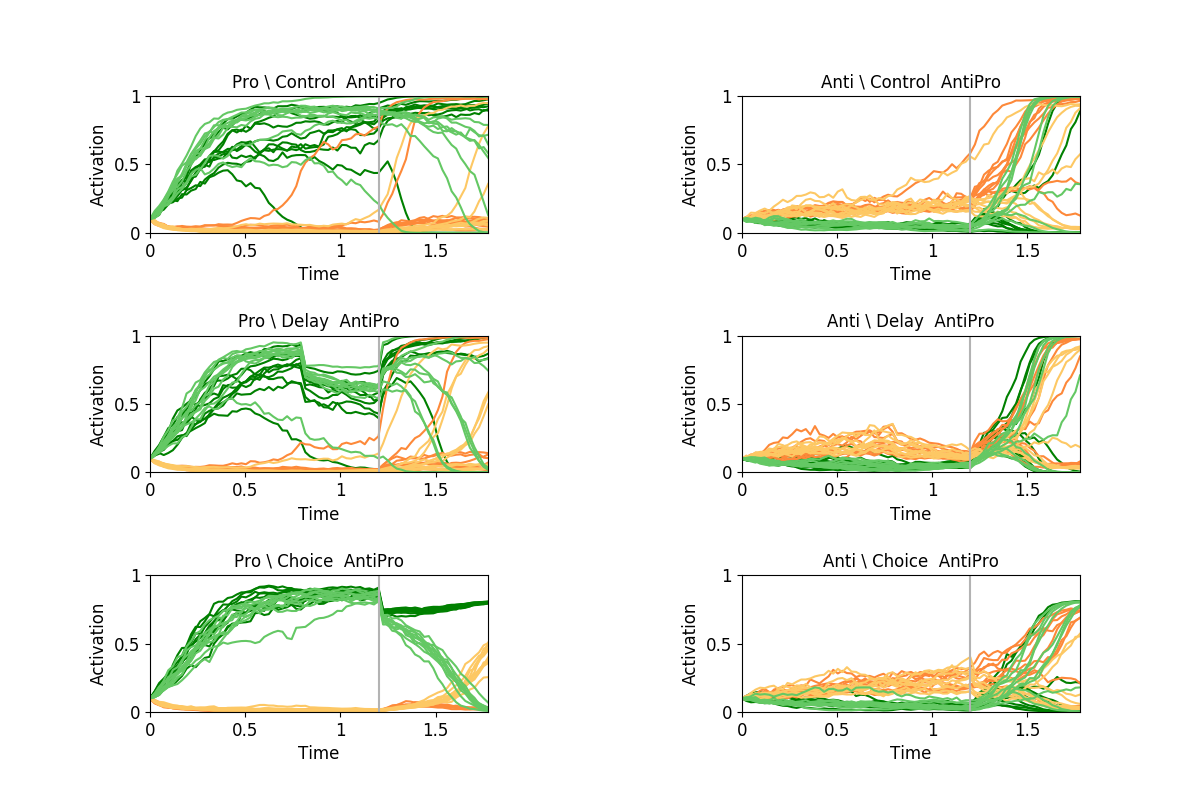 Pro \ Control  AntiPro
Activation
1
0.5
0
0
0.5
1
1.5
Time
Anti \ Control  AntiPro
Activation
1
0.5
0
0
0.5
1
1.5
Time
Pro \ Delay  AntiPro
Activation
1
0.5
0
0
0.5
1
1.5
Time
Anti \ Delay  AntiPro
Activation
1
0.5
0
0
0.5
1
1.5
Time
Pro \ Choice  AntiPro
Activation
1
0.5
0
0
0.5
1
1.5
Time
Anti \ Choice  AntiPro
Activation
1
0.5
0
0
0.5
1
1.5
Time